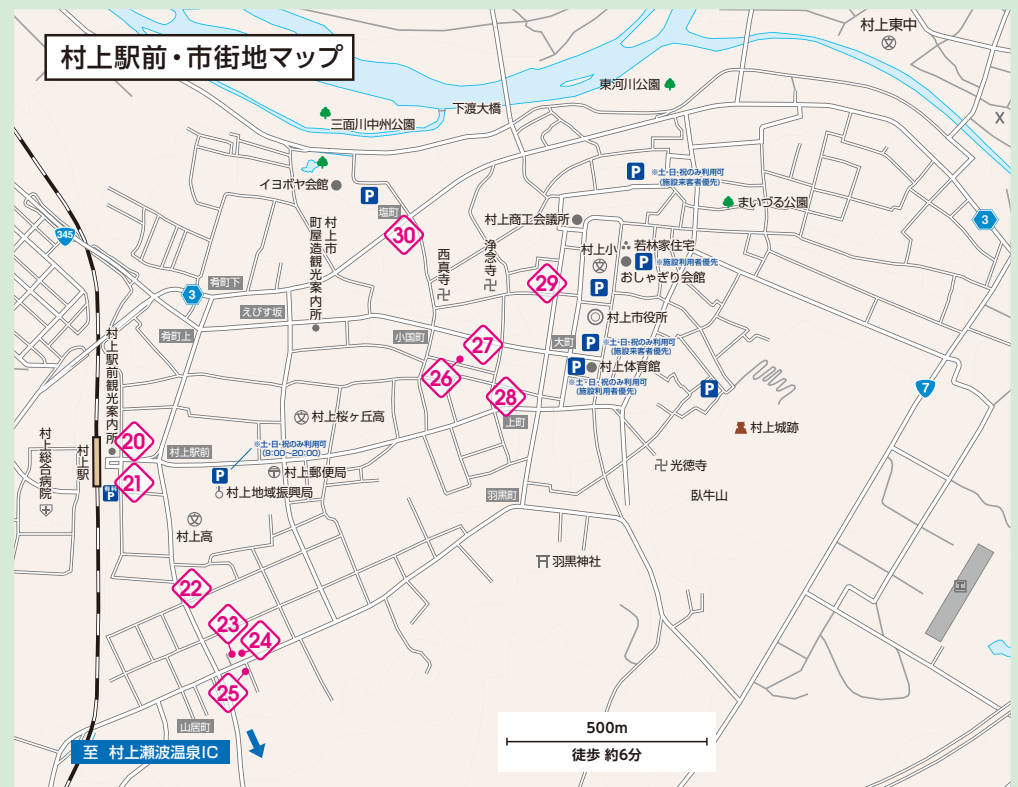 村上駅前・市街地マップ
村上東中
東河川公園
下渡大橋
三面川中州公園
イヨボヤ会館
P
塩町
30
P
※土・日・祝のみ利用可
(施設来客者優先)
まいづる公園
3
345
村上市
町屋造観光案内所
西真寺
浄念寺
村上商工会議所
村上小
若林家住宅
P
※施設利用者優先
おしゃぎり会館
29
P
肴町下
3
えびす坂
肴町上
小国町
村上市役所
27
大町
P
※土・日・祝のみ利用可
(施設来客者優先)
26
P
村上体育館
※土・日・祝のみ利用可
(施設利用者優先)
28
P
7
上町
村上桜ヶ丘高
村上城跡
村上駅前観光案内所
20
村上駅前
※土・日・祝のみ利用可
(9:00~20:00)
村上総合病院
村上駅
21
P
P
村上郵便局
村上地域振興局
光徳寺
臥牛山
羽黒町
村上高
羽黒神社
工
22
23
24
25
山居町
至 村上瀬波温泉IC
500m
徒歩 約6分